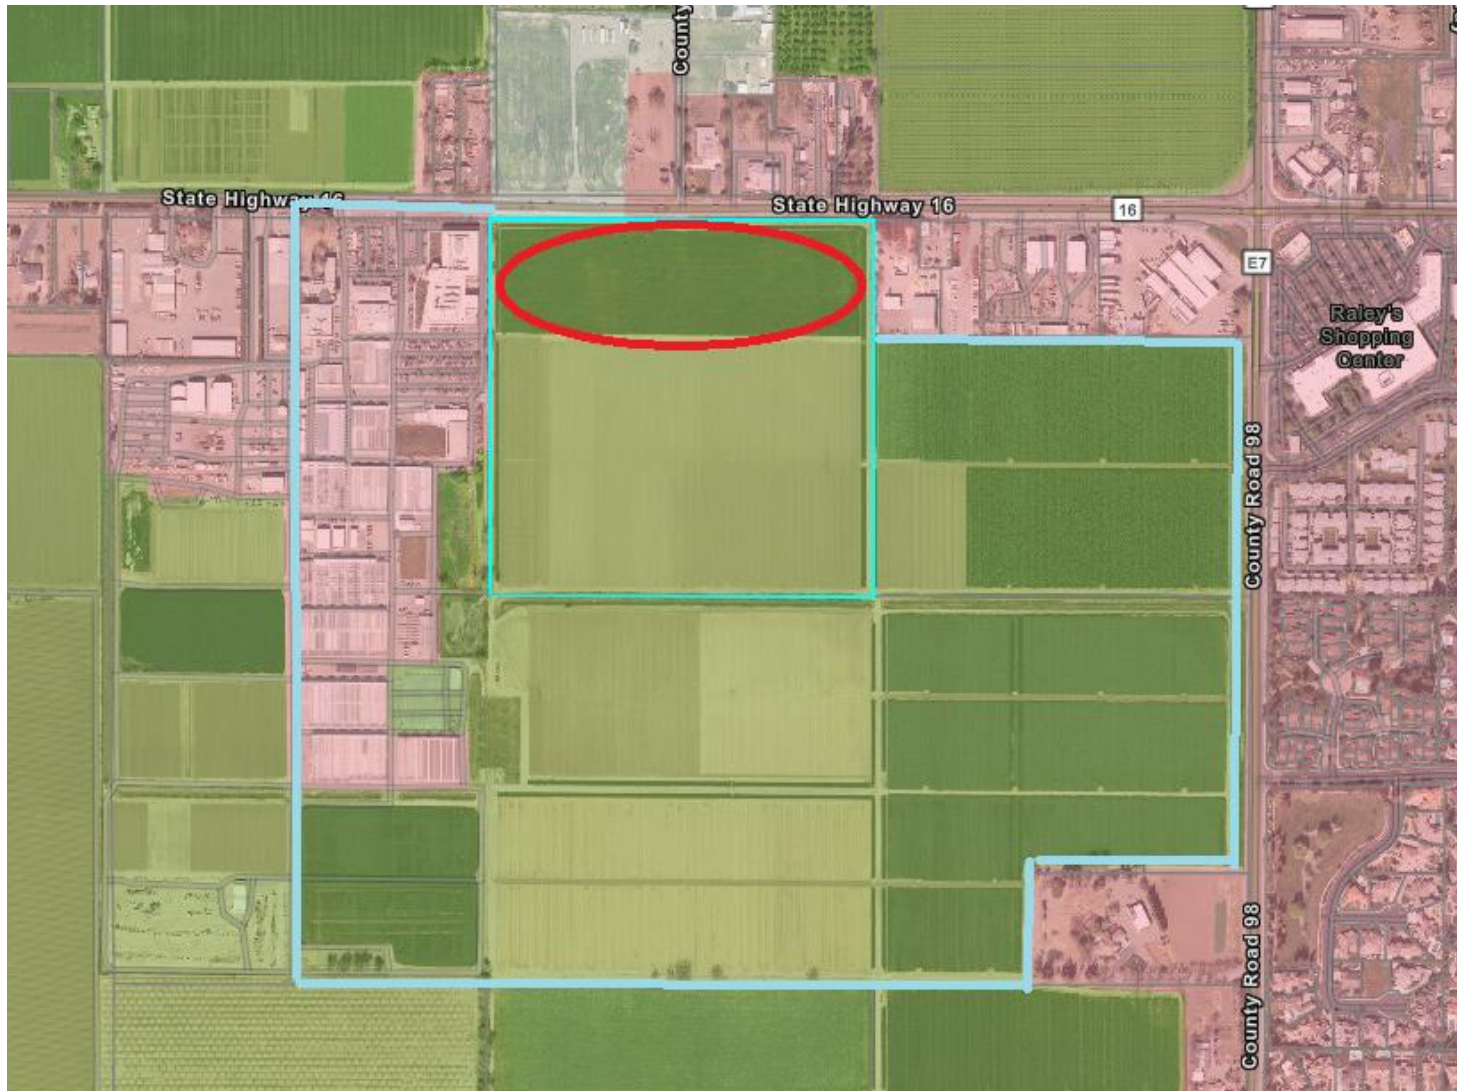 County
State Highway 16
State Highway 16
16
E7
Raley's
Shopping
Center
County Road 98
County Road 98